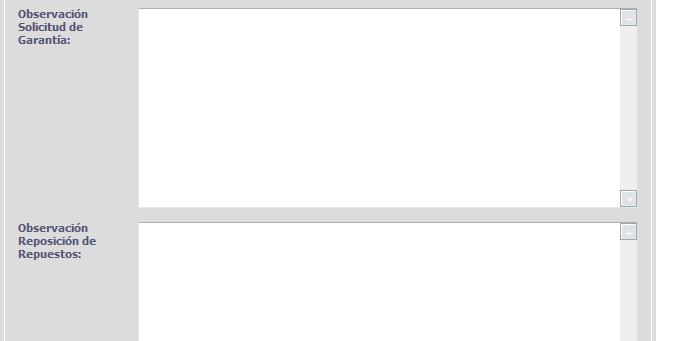 Observación
Solicitud de
Garantía:
Observación
Reposición de
Repuestos: